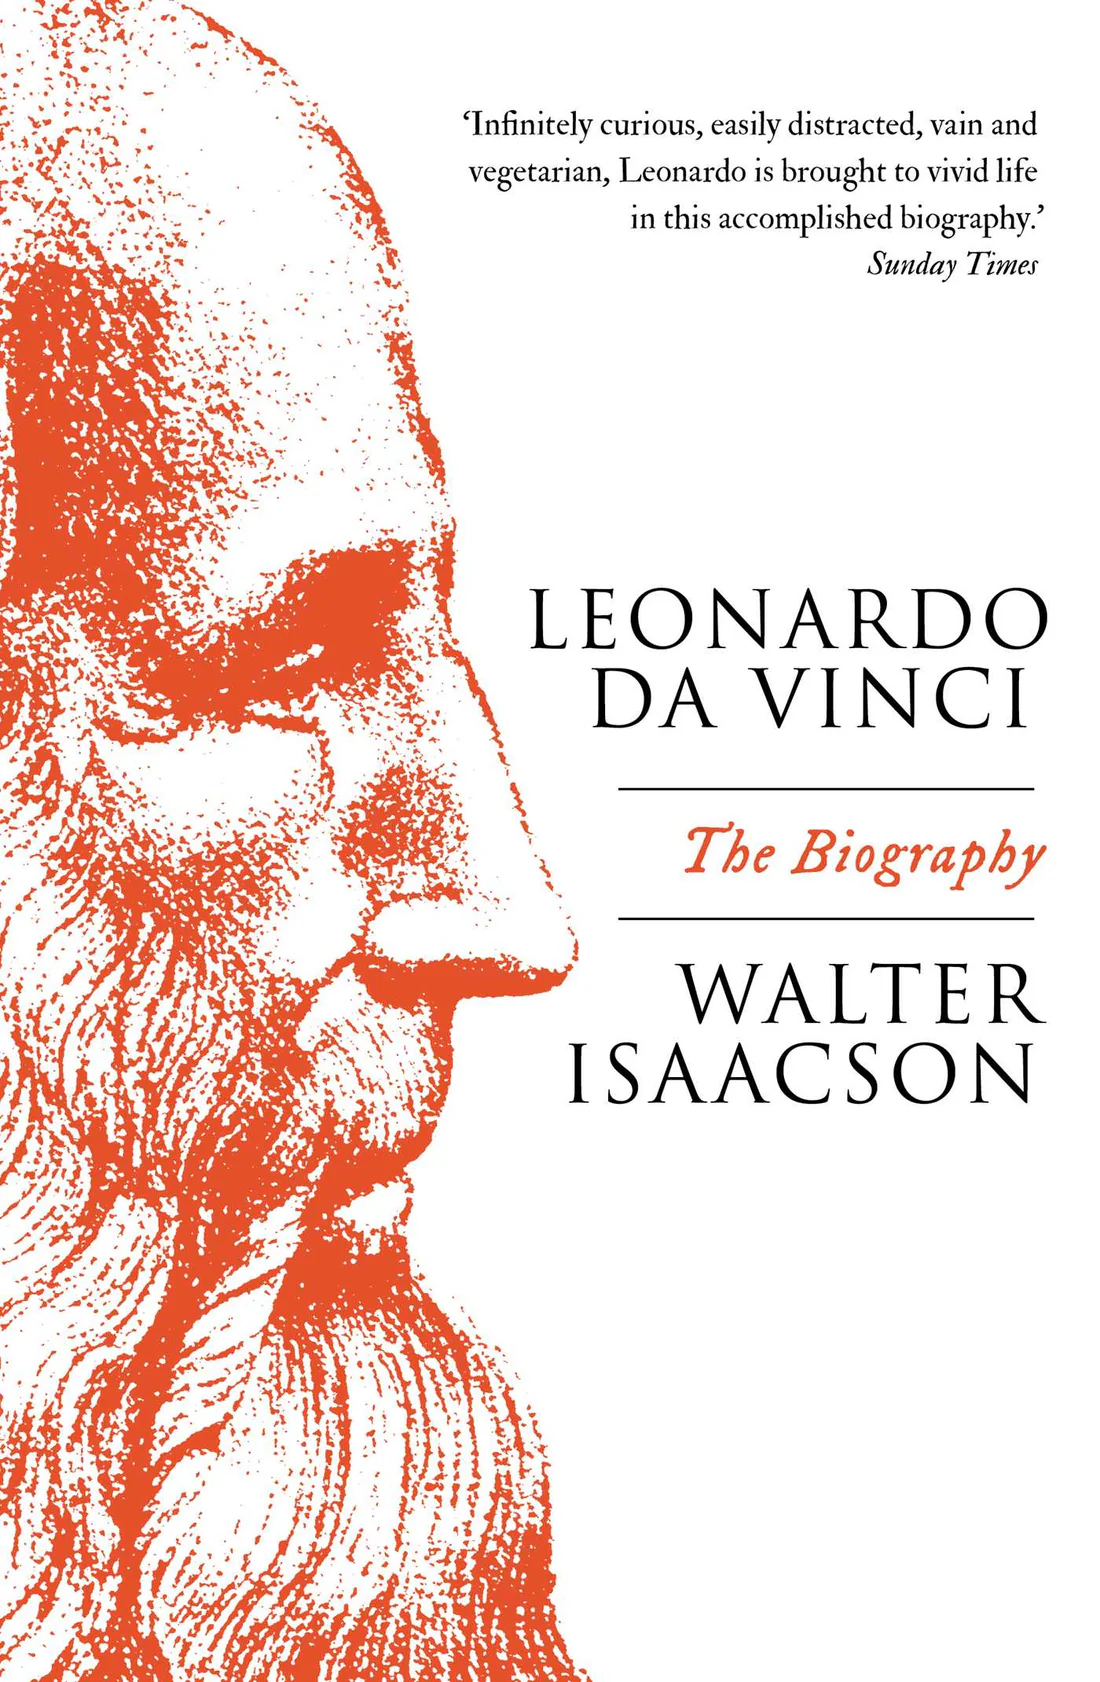 ‘Infinitely curious, easily distracted, vain and
vegetarian, Leonardo is brought to vivid life
in this accomplished biography.’
Sunday Times
LEONARDO
DA VINCI
The Biography
WALTER
ISAACSON